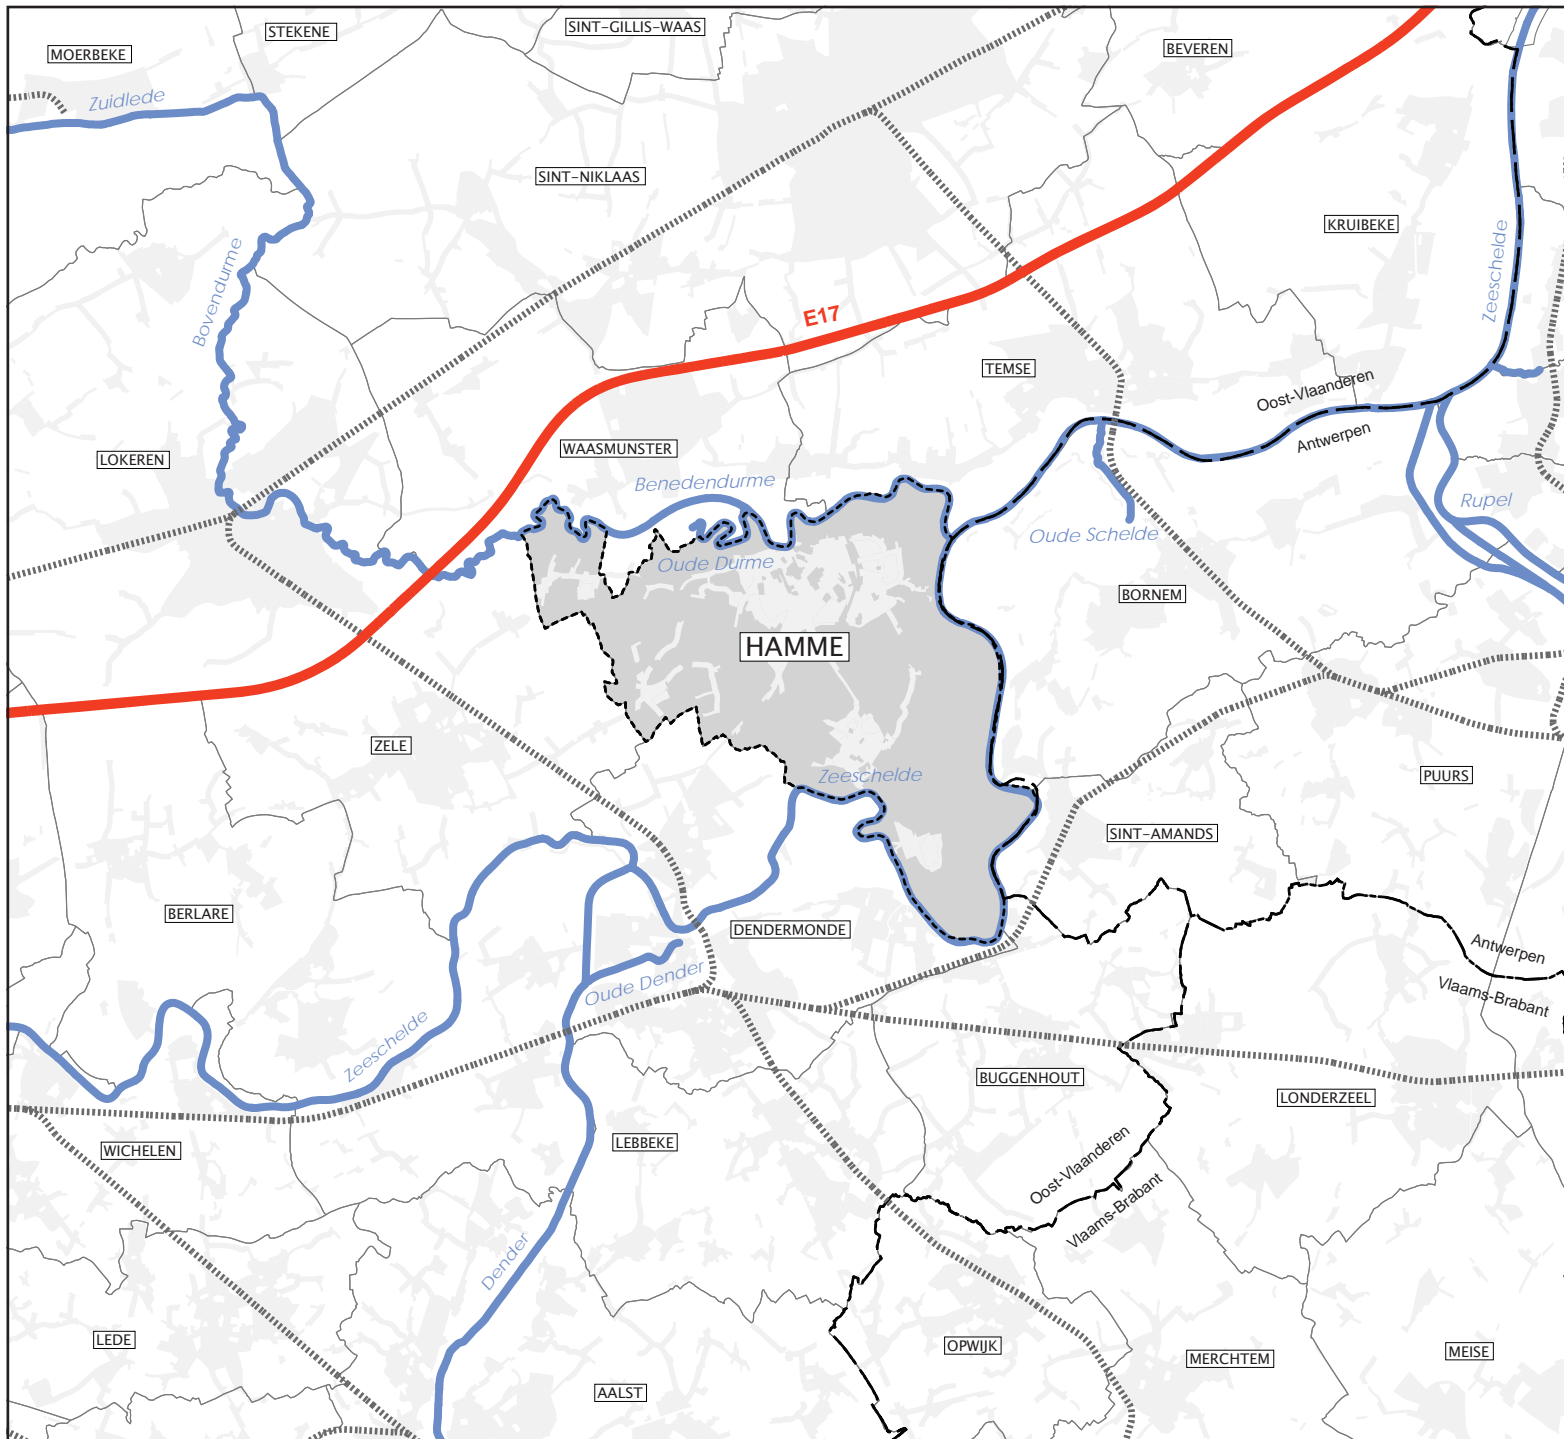 STEKENE
SINT-GILLIS-WAAS
MOERBEKE
BEVEREN
Zuidlede
SINT-NIKLAAS
KRUIBEKE
Bovendurme
Zeeschelde
E17
TEMSE
Oost-Vlaanderen
Antwerpen
WAASMUNSTER
LOKEREN
Benedendurme
Rupel
Oude Schelde
Oude Durme
BORNEM
HAMME
ZELE
Zeeschelde
PUURS
SINT-AMANDS
BERLARE
DENDERMONDE
Antwerpen
Vlaams-Brabant
Oude Dender
Zeeschelde
BUGGENHOUT
LONDERZEEL
WICHELEN
LEBBEKE
Oost-Vlaanderen
Vlaams-Brabant
Dender
LEDE
OPWIJK
MERCHTEM
MEISE
AALST